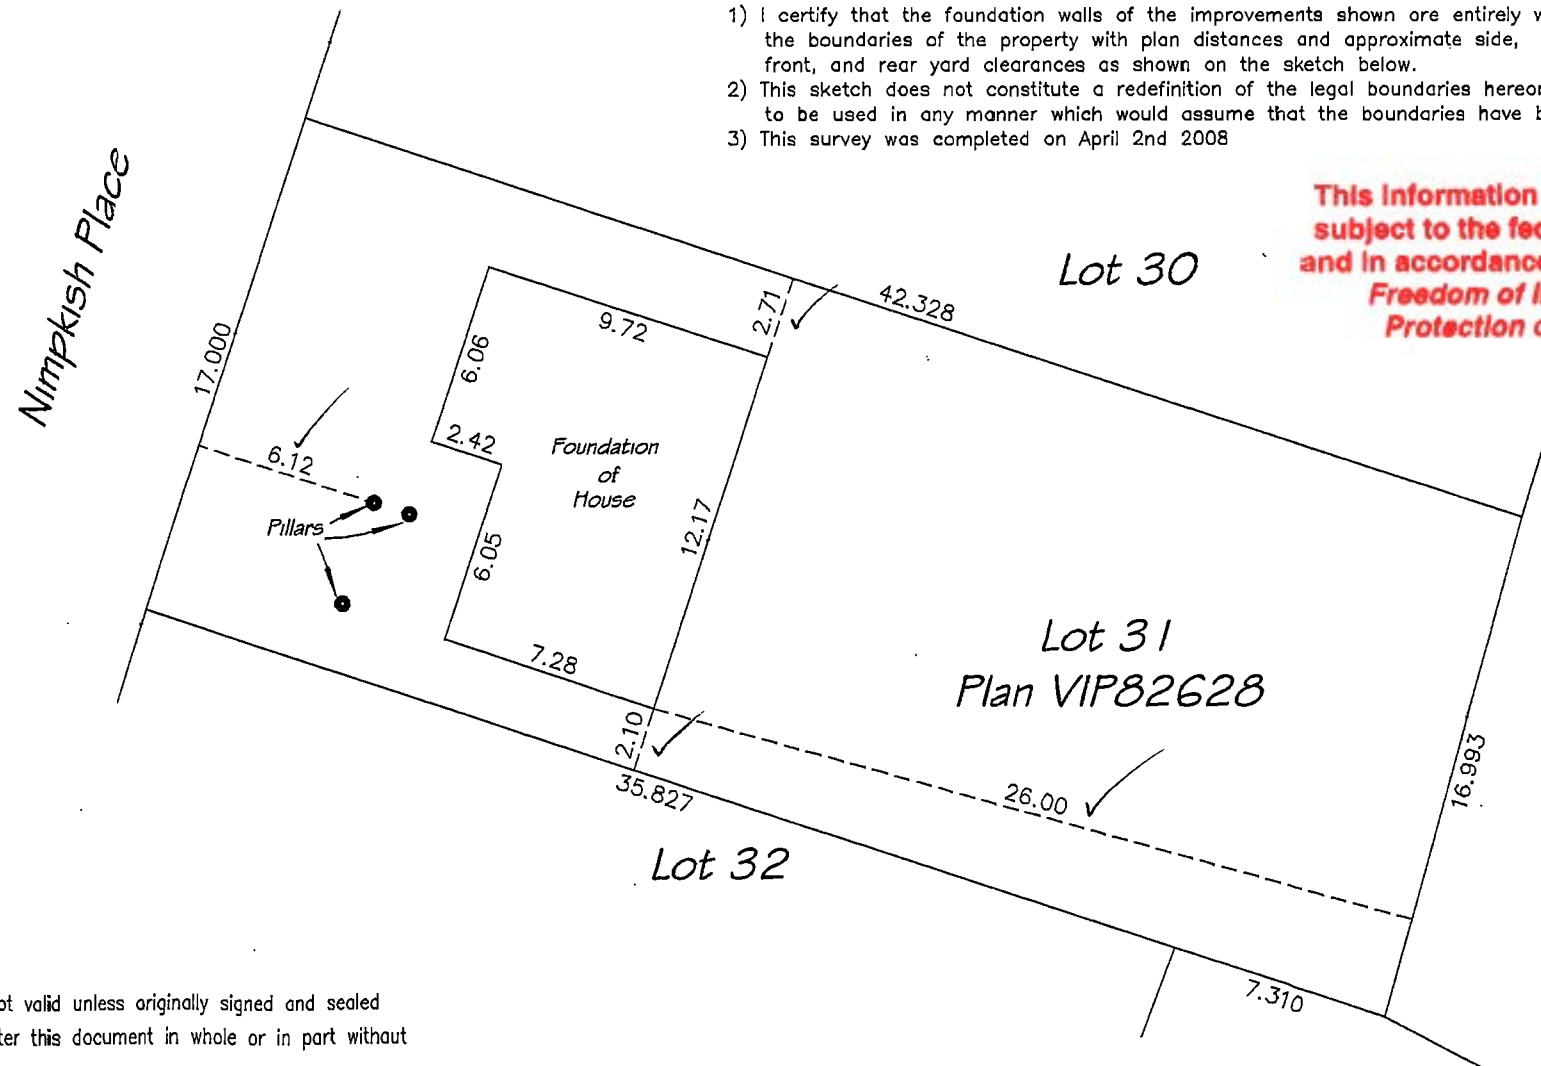 1) I certify that the foundation walls of the improvements shown are entirely
the boundaries of the property with plan distances and approximate side,
front, and rear yard clearances as shown on the sketch below.
2) This sketch does not constitute a redefinition of the legal boundaries
to be used in any manner which would assume that the boundaries have
3) This survey was completed on April 2nd 2008
This Information
subject to the
and in accordance
Freedom of
Protection
Nimpkish Place
Lot 30
42.328
2.71
9.72
17.000
6.06
2.42
Foundation
of
House
6.12
Pillars
12.17
6.05
Lot 31
Plan VIP82628
7.28
2.10
35.827
26.00
16.993
Lot 32
7.310
valid unless originally signed and sealed
this document in whole or in part without